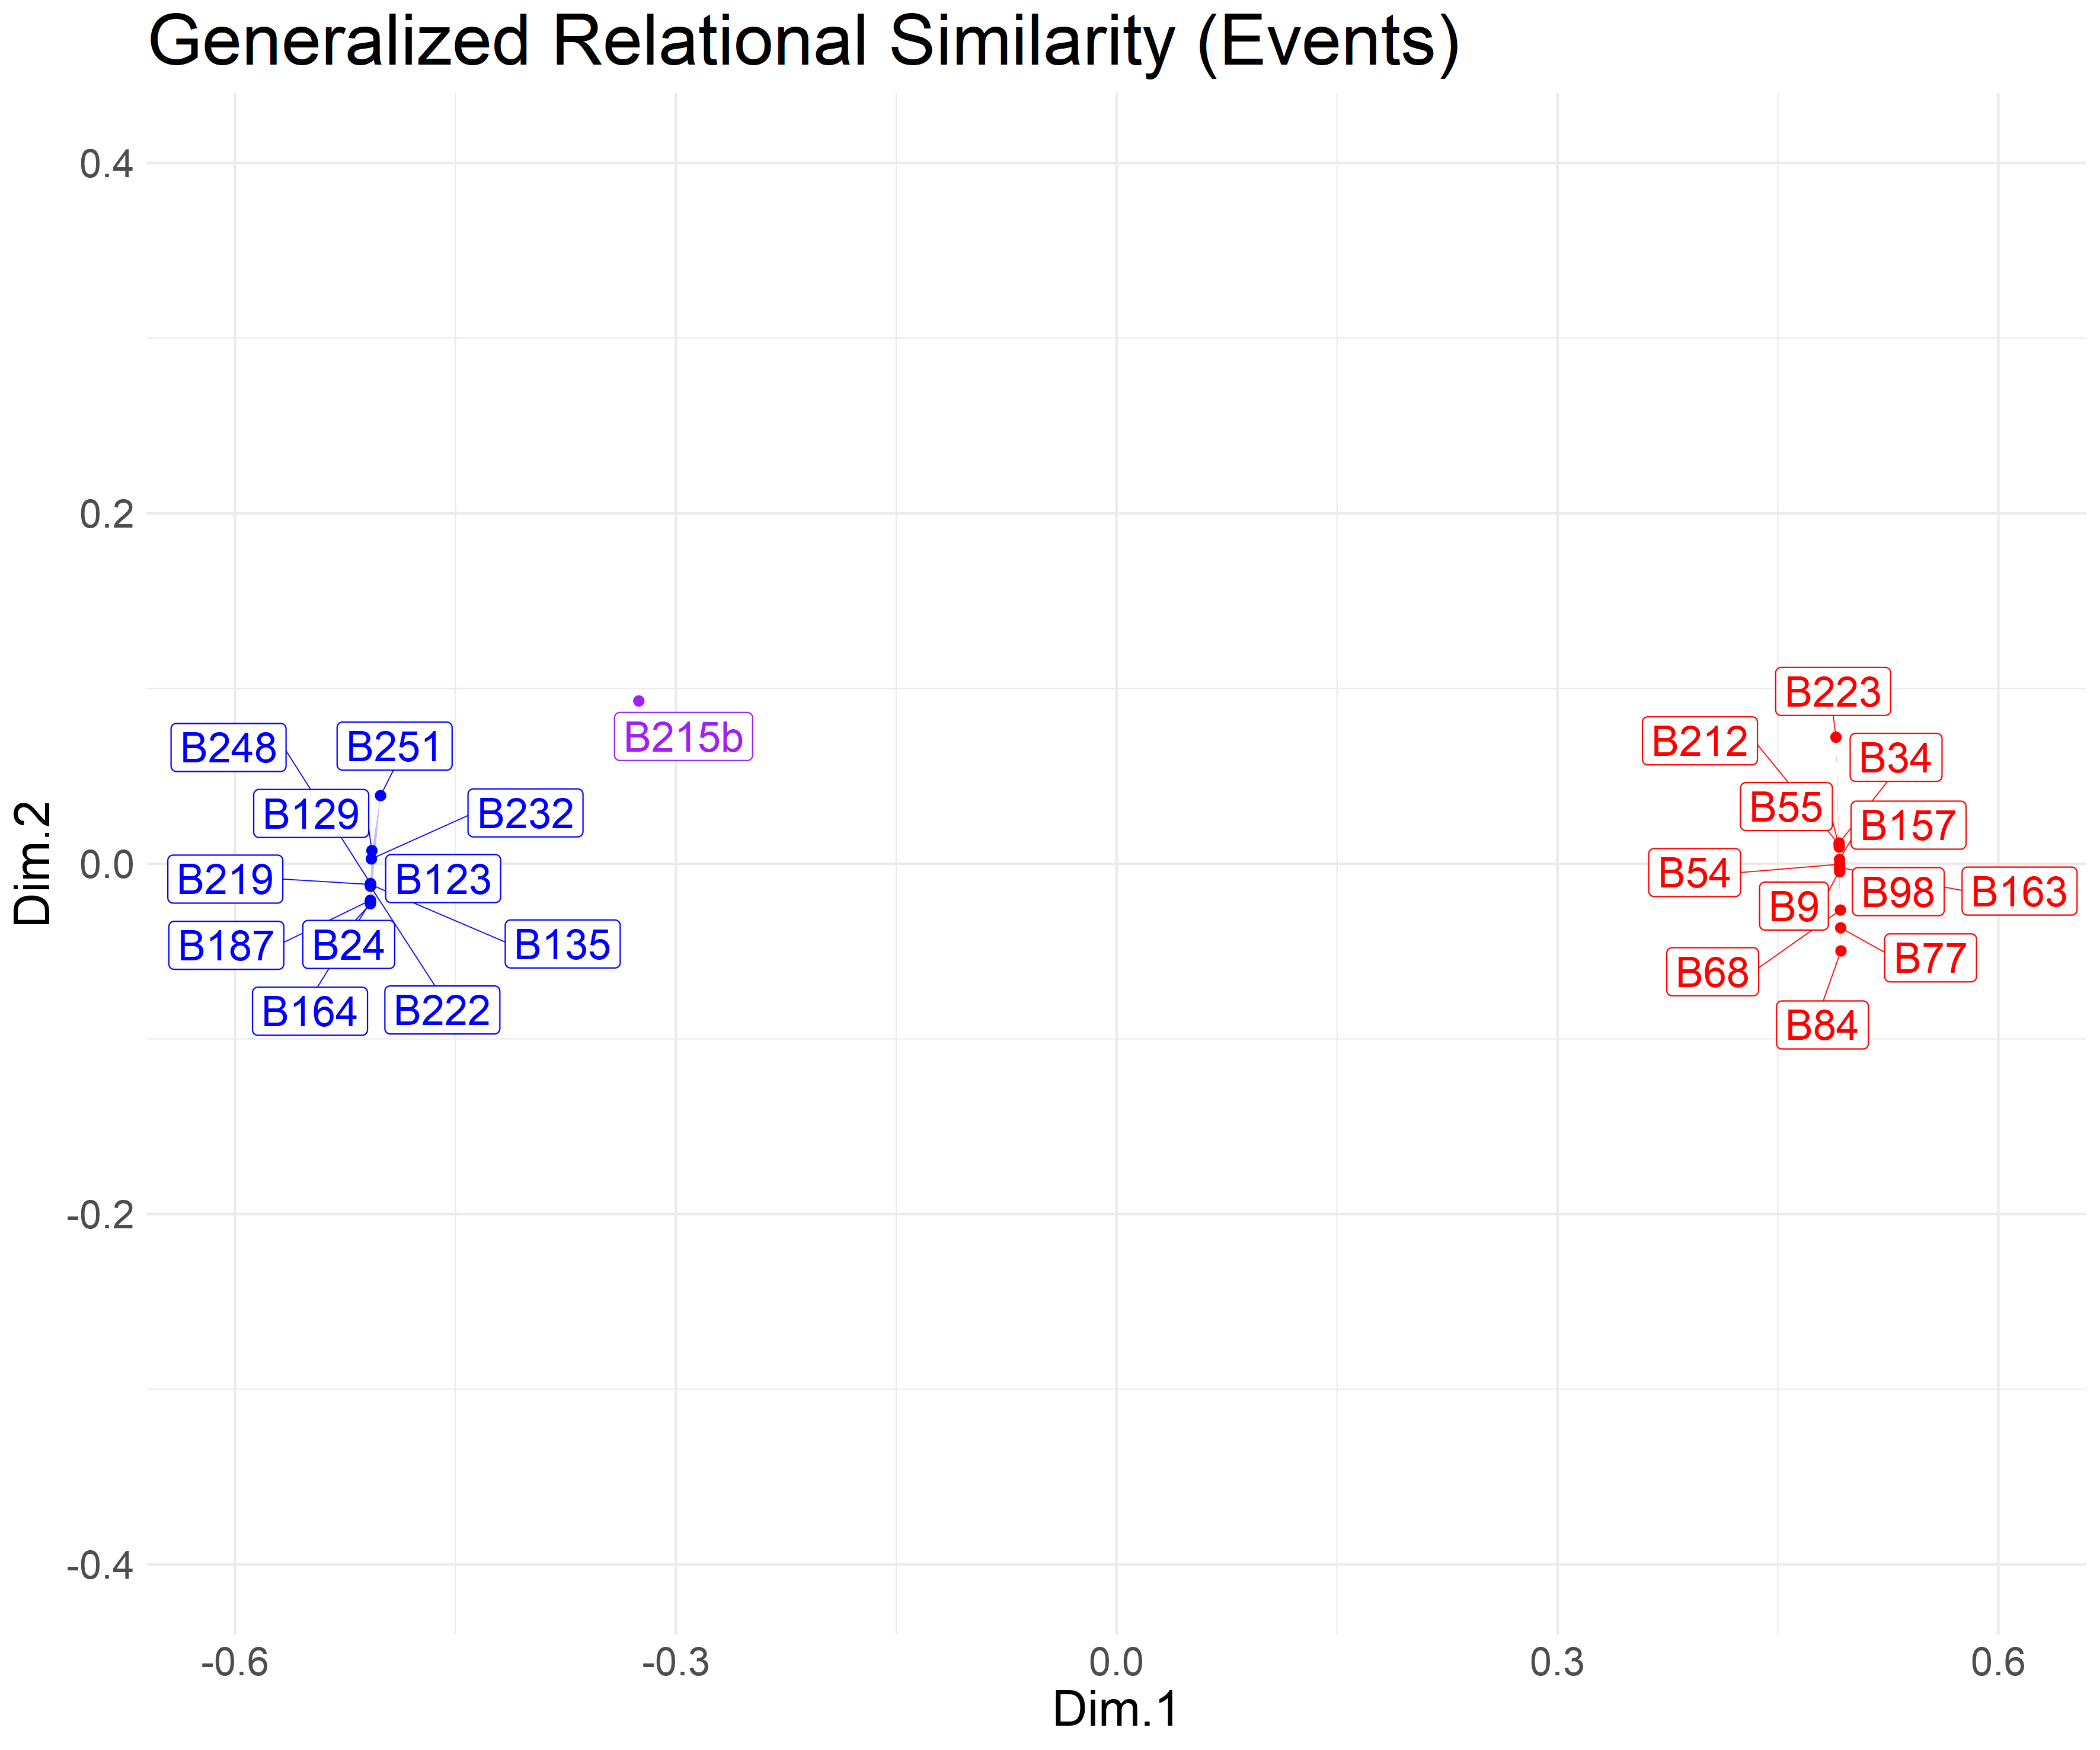 Generalized Relational Similarity (Events)
0.4
0.2
0.0
-0.2
-0.4
Dim.2
B248
B251
B129
B232
B219
B123
B187
B24
B135
B164
B222
B215b
B223
B212
B34
B55
B157
B54
B9
B98
B163
B68
B77
B84
-0.6
-0.3
0.0
0.3
0.6
Dim.1